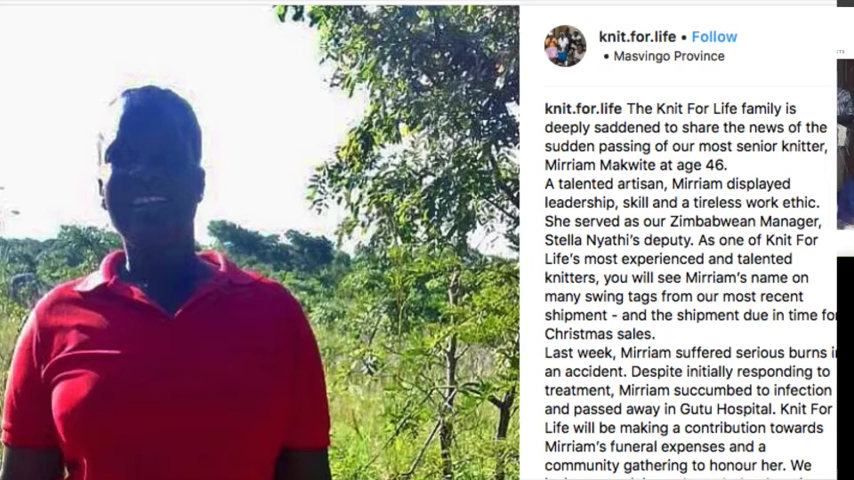 knit.for.life • Follow
• Masvingo Province
knit.for.life The Knit For Life family is
deeply saddened to share the news of the
sudden passing of our most senior knitter,
Mirriam Makwite at age 46.
A talented artisan, Mirriam displayed
leadership, skill and a tireless work ethic.
She served as our Zimbabwean Manager,
Stella Nyathi's deputy. As one of Knit For
Life's most experienced and talented
knitters, you will see Mirriam's name on
many swing tags from our most recent
shipment - and the shipment due in time for
Christmas sales.
Last week, Mirriam suffered serious burns in
an accident. Despite initially responding to
treatment, Mirriam succumbed to infection
and passed away in Gutu Hospital. Knit For
Life will be making a contribution towards
Mirriam's funeral expenses and a
community gathering to honour her. We